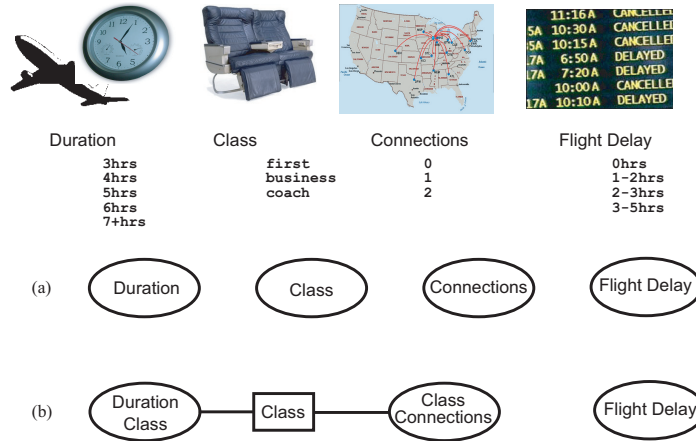 11:16A CANCELLE
5A 10:30A CANCELLE
5A 10:15A CANCELLE
17A 6:50A DELAYED
17A 7:20A DELAYED
10:00A CANCELLE
17A 10:10A DELAYED
Duration Class Connections Flight Delay
3hrs first 0 0hrs
4hrs business 1 1-2hrs
5hrs coach 2 2-3hrs
6hrs 3-5hrs
7+hrs
(a) Duration Class Connections Flight Delay
(b) Duration Class Class Class Connections Flight Delay